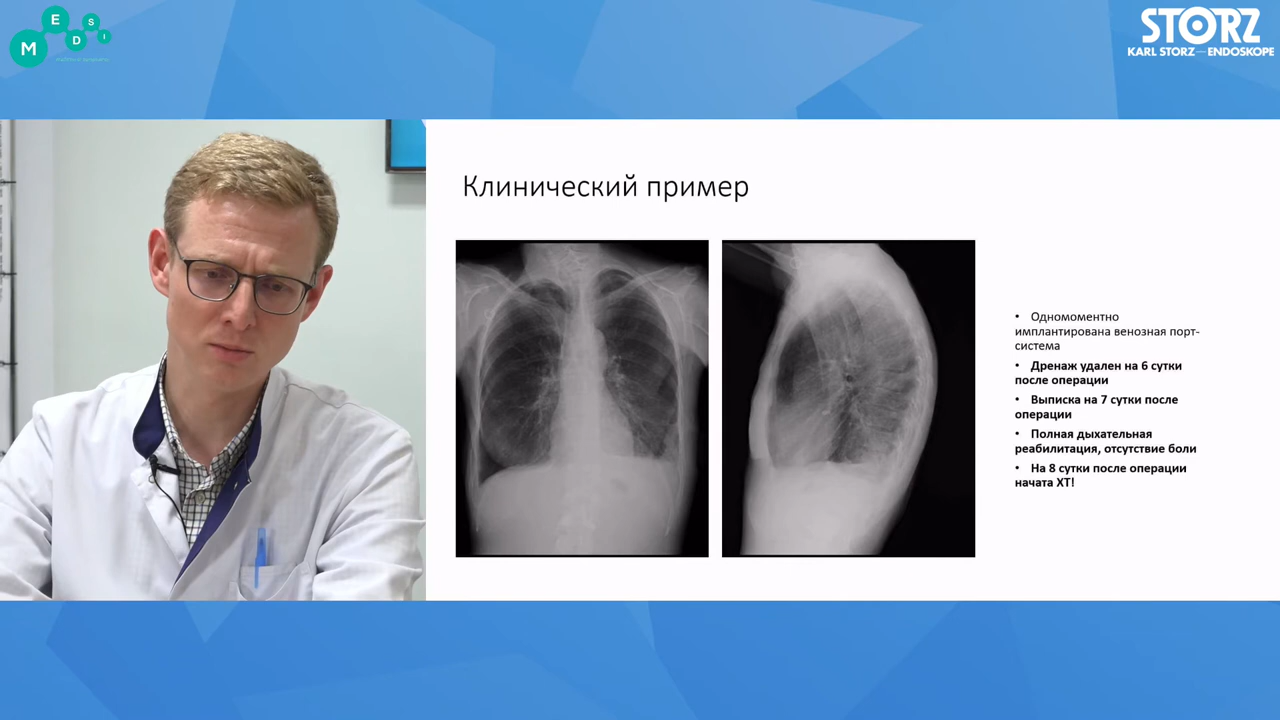 M E D S I
STORZ
KARL STORZ — ENDOSKOPE
Клинический пример
• Одномоментно
имплантирована венозная порт-
система
• Дренаж удален на 6 сутки
после операции
• Выписка на 7 сутки после
операции
• Полная дыхательная
реабилитация, отсутствие боли
• На 8 сутки после операции
начата ХТ!